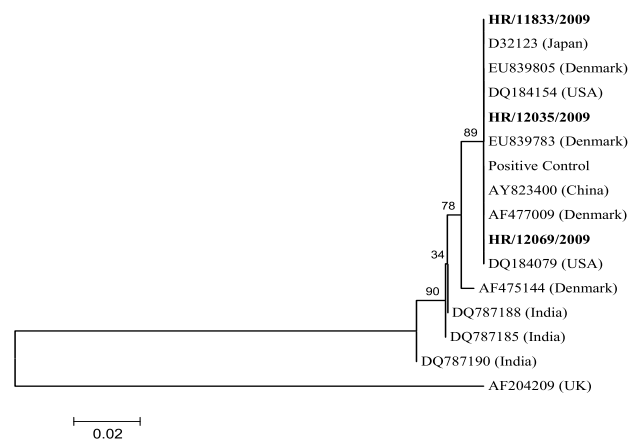 HR/11833/2009
D32123 (Japan)
EU839805 (Denmark)
DQ184154 (USA)
HR/12035/2009
89
EU839783 (Denmark)
Positive Control
AY823400 (China)
78
AF477009 (Denmark)
HR/12069/2009
34
DQ184079 (USA)
AF475144 (Denmark)
90
DQ787188 (India)
DQ787185 (India)
DQ787190 (India)
AF204209 (UK)
0.02